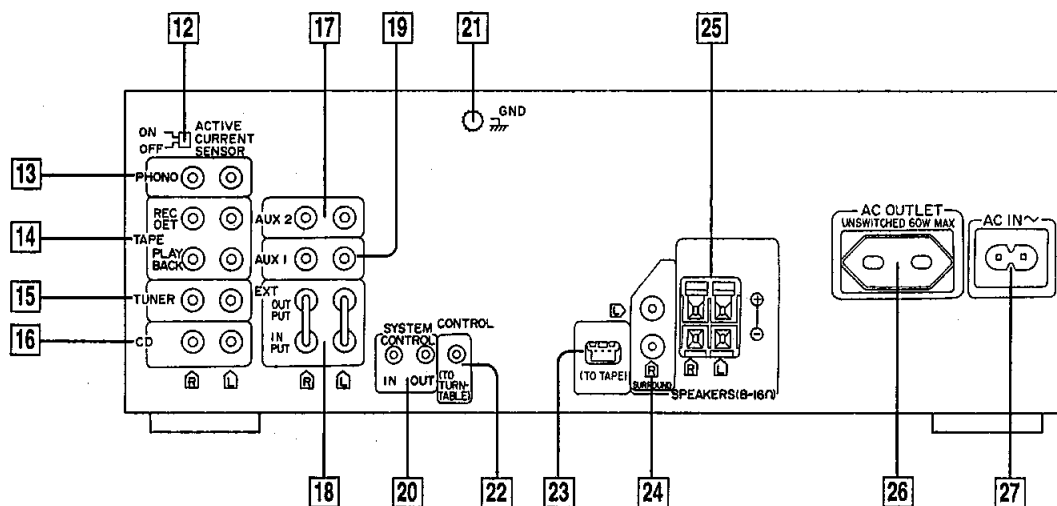 12
17
19
21
25
GND
ON
OFF
ACTIVE
CURRENT
SENSOR
13
PHONO
14
REC
OET
TAPE
PLAY
BACK
AUX 2
AUX 1
15
TUNER
EXT
OUT
PUT
IN
PUT
16
CD
R
L
R
L
SYSTEM
CONTROL
IN OUT
CONTROL
(TO
TURN-
TABLE)
23
(TO TAPE)
L
R
SURROUND
R
L
⊕
⊖
SPEAKERS(8-16Ω)
AC OUTLET
UNSWITCHED 60W MAX
AC IN ~
18
20
22
24
26
27